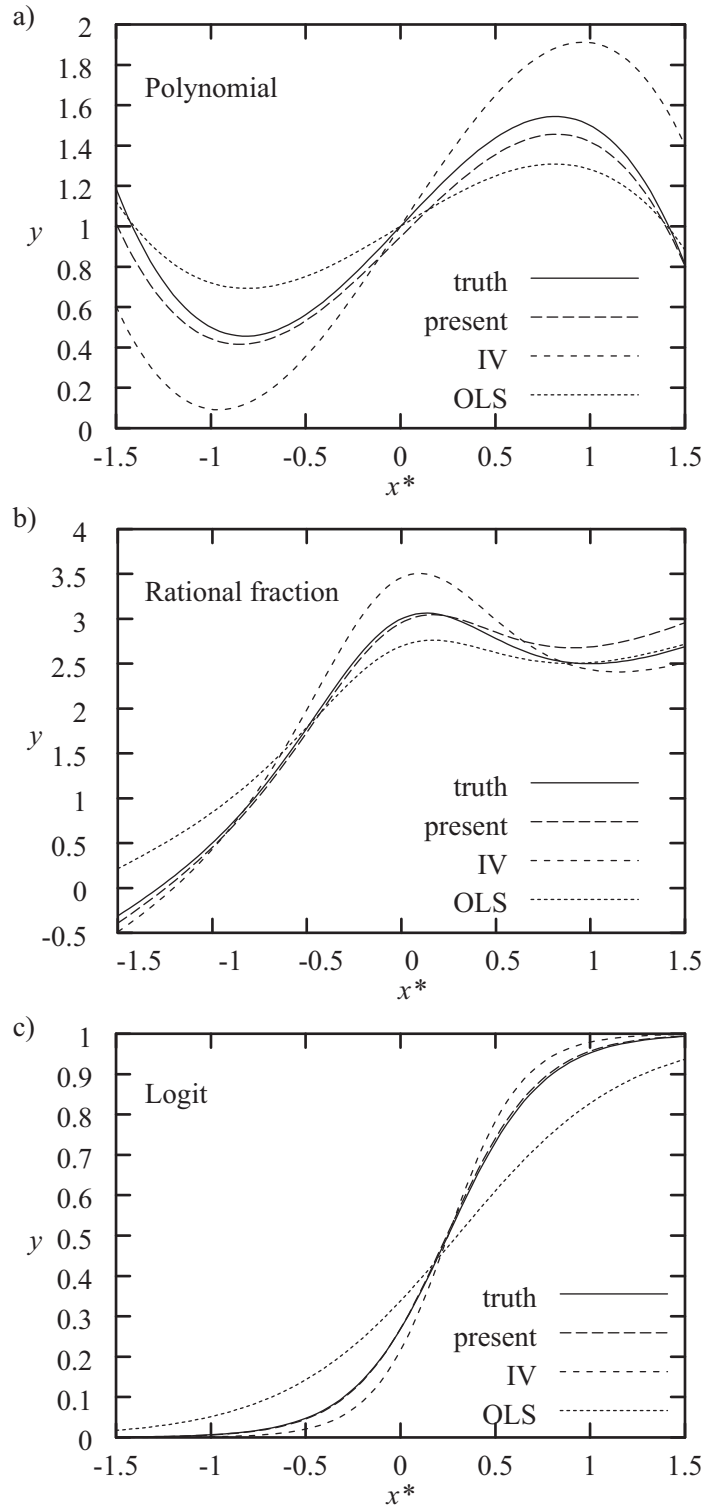 a)
2
1.8
1.6
1.4
1.2
1
0.8
0.6
0.4
0.2
0
y
Polynomial
truth
present
IV
OLS
-1.5 -1 -0.5 0 0.5 1 1.5
x*
b)
4
3.5
3
2.5
2
1.5
1
0.5
0
-0.5
y
Rational fraction
truth
present
IV
OLS
-1.5 -1 -0.5 0 0.5 1 1.5
x*
c)
1
0.9
0.8
0.7
0.6
0.5
0.4
0.3
0.2
0.1
0
y
Logit
truth
present
IV
OLS
-1.5 -1 -0.5 0 0.5 1 1.5
x*